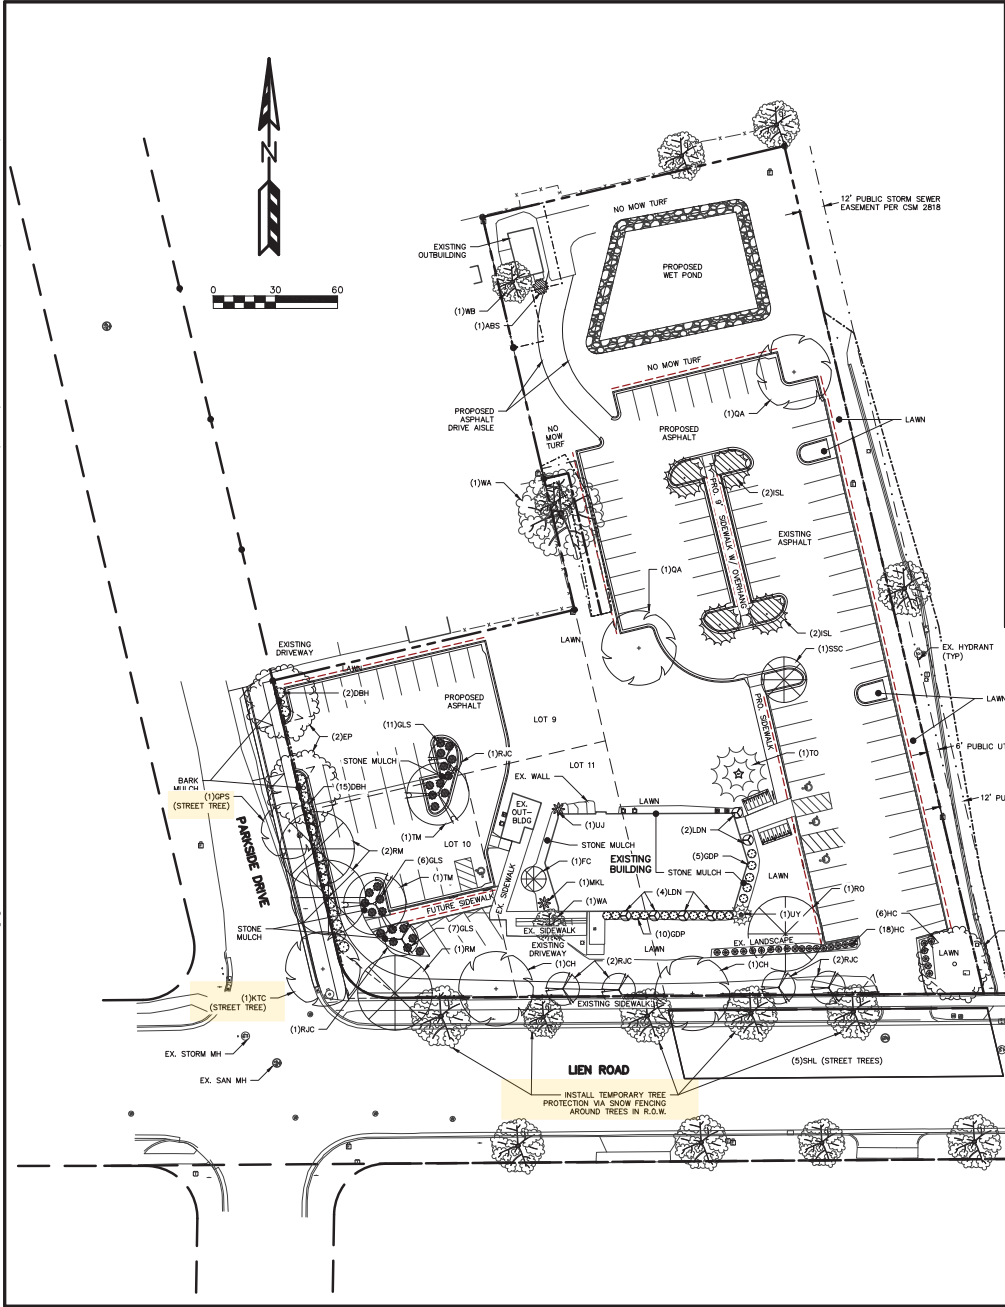 N
0 30 60
12' PUBLIC STORM SEWER
EASEMENT PER CSM 2818
NO MOW TURF
EXISTING
OUTBUILDING
PROPOSED
WET POND
(1)WB
(1)ABS
NO MOW TURF
PROPOSED
ASPHALT
DRIVE AISLE
(1)QA
LAWN
NO
MOW
TURF
PROPOSED
ASPHALT
(1)WA
(2)ISL
PRO. 9' SIDEWALK W/ OVERHANG
EXISTING
ASPHALT
(1)QA
(2)ISL
LAWN
EXISTING
DRIVEWAY
LAWN
(1)SSC
EX. HYDRANT
(TYP)
(2)DBH
PROPOSED
ASPHALT
LAWN
(11)GLS
LOT 9
PRO. SIDEWALK
(2)EP
(1)RJC
6' PUBLIC UT
STONE MULCH
LOT 11
(1)TO
BARK
MULCH
(15)DBH
EX. WALL
12' PU
(1)GPS
(STREET TREE)
EX.
OUT-
BLDG
LAWN
PARKSIDE DRIVE
(1)TM
LOT 10
(1)UJ
(2)LDN
(2)RM
STONE MULCH
(6)GLS
(1)FC
EXISTING
BUILDING
(5)GDP
(1)TM
STONE MULCH
LAWN
EX. SIDEWALK
(1)MKL
(4)LDN
(1)RO
FUTURE SIDEWALK
(1)WA
(1)UY
(6)HC
STONE
MULCH
(7)GLS
EX. SIDEWALK
(10)GDP
(18)HC
(1)RM
EXISTING
DRIVEWAY
LAWN
EX. LANDSCAPE
LAWN
(1)CH
(2)RJC
(1)CH
(2)RJC
(1)KTC
(STREET TREE)
EXISTING SIDEWALK
(1)RJC
EX. STORM MH
(5)SHL (STREET TREES)
EX. SAN MH
LIEN ROAD
INSTALL TEMPORARY TREE
PROTECTION VIA SNOW FENCING
AROUND TREES IN R.O.W.